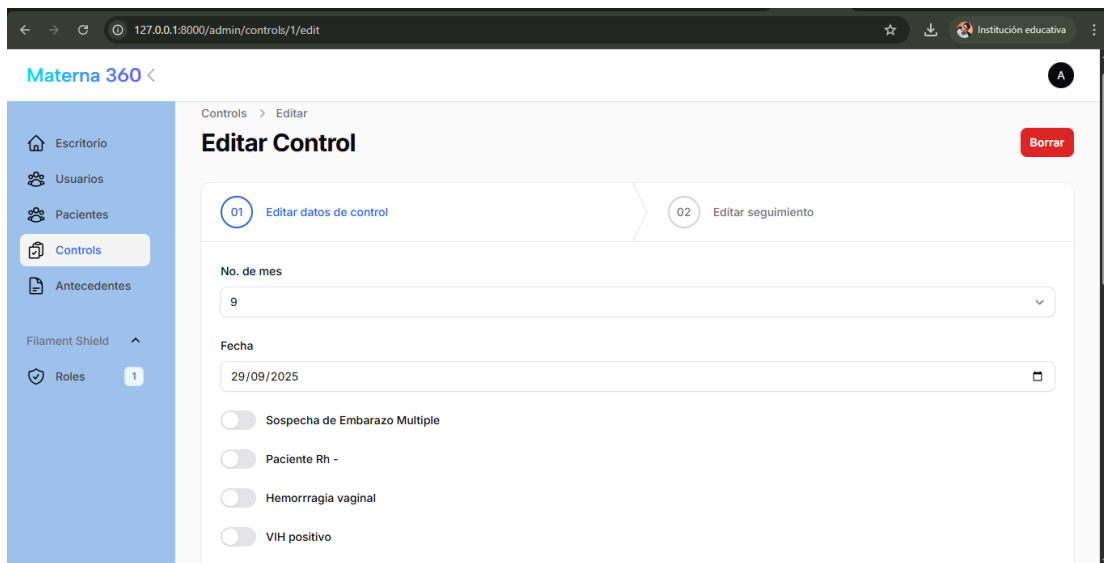 127.0.0.1:8000/admin/controls/1/edit
Institución educativa
Materna 360
A
Escritorio
Usuarios
Pacientes
Controls
Antecedentes
Filament Shield
Roles 1
Controls > Editar
Editar Control
Borrar
01 Editar datos de control
02 Editar seguimiento
No. de mes
9
Fecha
29/09/2025
Sospecha de Embarazo Multiple
Paciente Rh -
Hemorrragia vaginal
VIH positivo